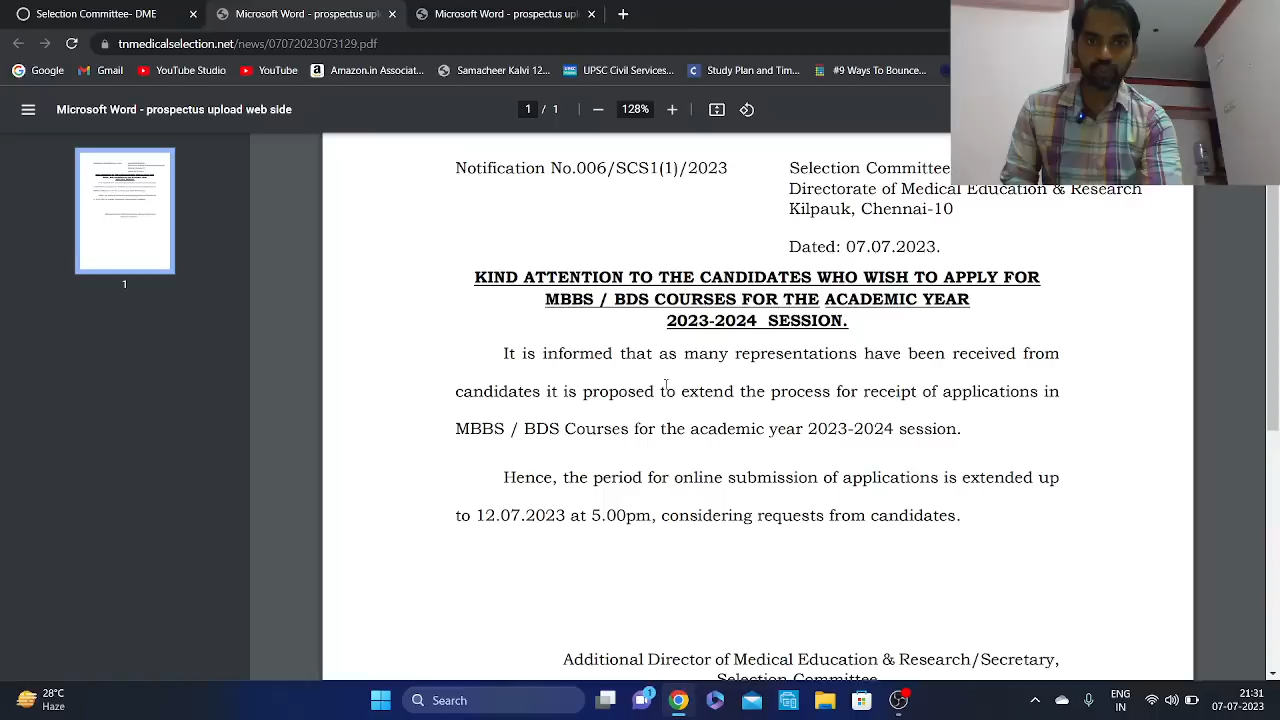 Selection Committee- DME
Microsoft Word - prospectus upl
Microsoft Word - prospectus upl
tnmedicalselection.net/news/07072023073129.pdf
Google
Gmail
YouTube Studio
YouTube
Amazon Associat...
Samacheer Kalvi 12...
UPSC Civil Services...
Study Plan and Tim...
#9 Ways To Bounce...
Microsoft Word - prospectus upload web side
1 / 1
128%
1
Notification No.006/SCS1(1)/2023
Selection Committee
Directorate of Medical Education & Research
Kilpauk, Chennai-10
Dated: 07.07.2023.
KIND ATTENTION TO THE CANDIDATES WHO WISH TO APPLY FOR
MBBS / BDS COURSES FOR THE ACADEMIC YEAR
2023-2024 SESSION.
It is informed that as many representations have been received from
candidates it is proposed to extend the process for receipt of applications in
MBBS / BDS Courses for the academic year 2023-2024 session.
Hence, the period for online submission of applications is extended up
to 12.07.2023 at 5.00pm, considering requests from candidates.
Additional Director of Medical Education & Research/Secretary,
Selection Committee
28°C
Haze
Search
1
ENG
IN
21:31
07-07-2023